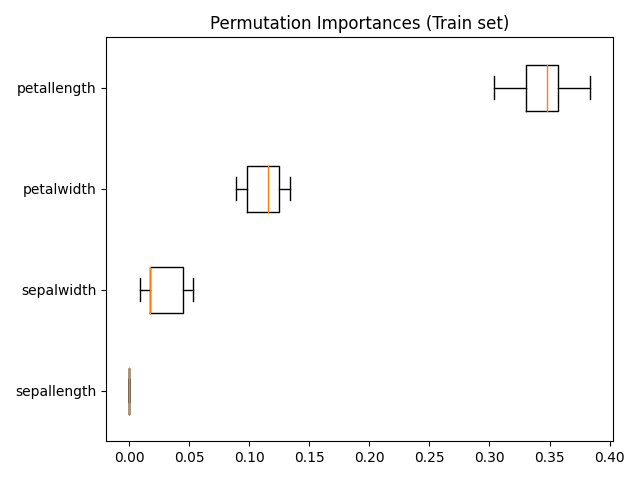 Permutation Importances (Train set)
petallength
petalwidth
sepalwidth
sepallength
0.00 0.05 0.10 0.15 0.20 0.25 0.30 0.35 0.40